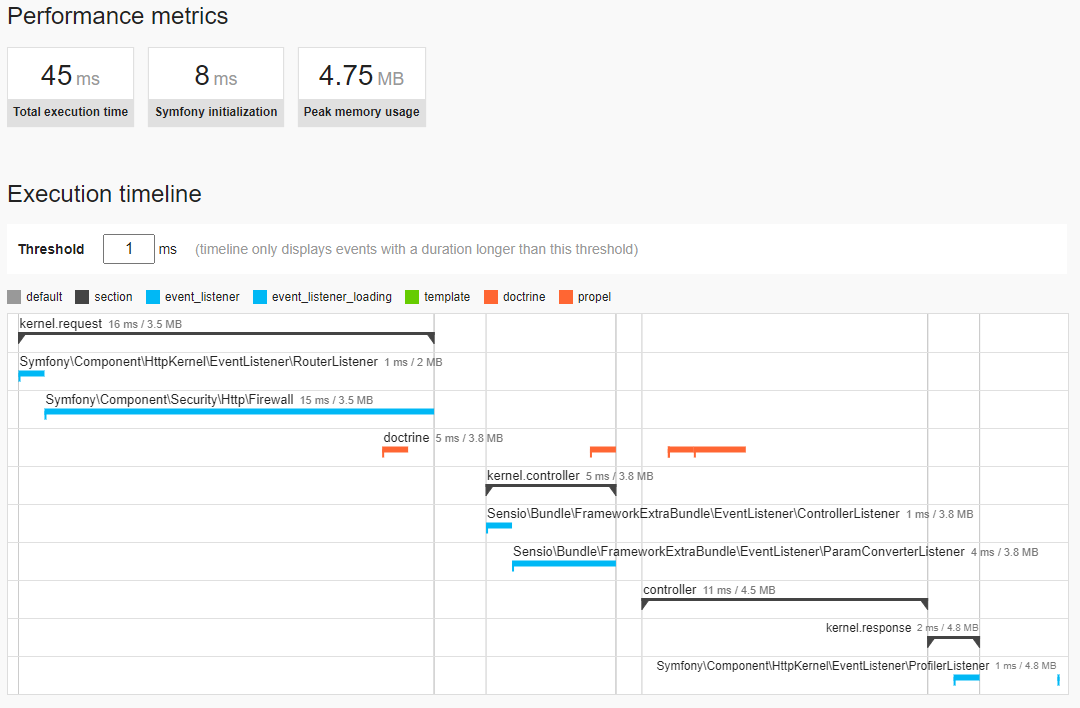 Performance metrics
45 ms
Total execution time
8 ms
Symfony initialization
4.75 MB
Peak memory usage
Execution timeline
Threshold 1 ms (timeline only displays events with a duration longer than this threshold)
default section event_listener event_listener_loading template doctrine propel
kernel.request 16 ms / 3.5 MB
Symfony\Component\HttpKernel\EventListener\RouterListener 1 ms / 2 MB
Symfony\Component\Security\Http\Firewall 15 ms / 3.5 MB
doctrine 5 ms / 3.8 MB
kernel.controller 5 ms / 3.8 MB
Sensio\Bundle\FrameworkExtraBundle\EventListener\ControllerListener 1 ms / 3.8 MB
Sensio\Bundle\FrameworkExtraBundle\EventListener\ParamConverterListener 4 ms / 3.8 MB
controller 11 ms / 4.5 MB
kernel.response 2 ms / 4.8 MB
Symfony\Component\HttpKernel\EventListener\ProfilerListener 1 ms / 4.8 MB